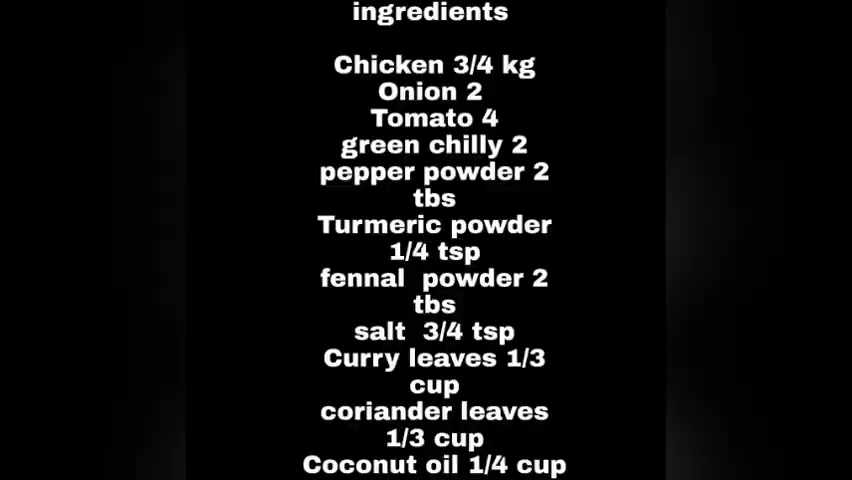 ingredients
Chicken 3/4 kg
Onion 2
Tomato 4
green chilly 2
pepper powder 2
tbs
Turmeric powder
1/4 tsp
fennal  powder 2
tbs
salt  3/4 tsp
Curry leaves 1/3
cup
coriander leaves
1/3 cup
Coconut oil 1/4 cup